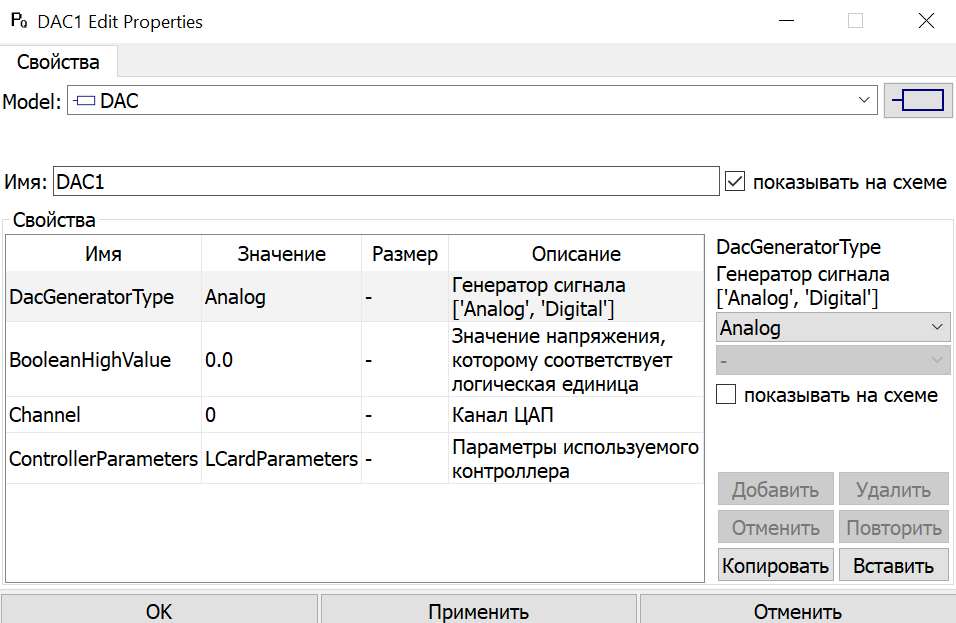 PQ DAC1 Edit Properties
Свойства
Model: DAC
Имя: DAC1 показывать на схеме
Свойства
Имя Значение Размер Описание
DacGeneratorType Analog - Генератор сигнала
['Analog', 'Digital']
BooleanHighValue 0.0 - Значение напряжения,
которому соответствует
логическая единица
Channel 0 - Канал ЦАП
ControllerParameters LCardParameters - Параметры используемого
контроллера
DacGeneratorType
Генератор сигнала
['Analog', 'Digital']
Analog
-
показывать на схеме
Добавить Удалить
Отменить Повторить
Копировать Вставить
OK Применить Отменить